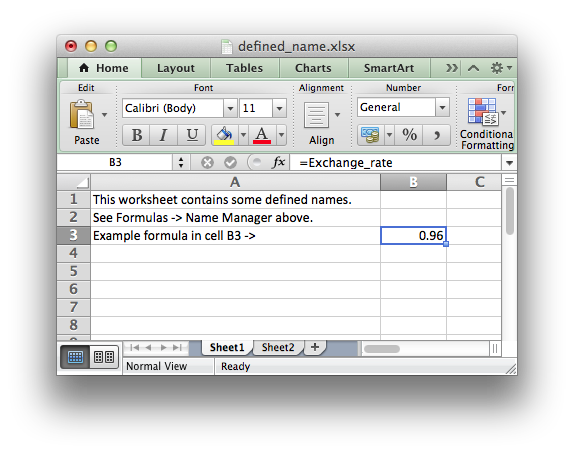 defined_name.xlsx
Home Layout Tables Charts SmartArt
Edit Font Alignment Number Forr
Calibri (Body) 11 General
Paste B I U A Align % , Conditiona
Formatting
B3 fx =Exchange_rate
A B C
1 This worksheet contains some defined names.
2 See Formulas -> Name Manager above.
3 Example formula in cell B3 -> 0.96
4
5
6
7
8
Sheet1 Sheet2 +
Normal View Ready